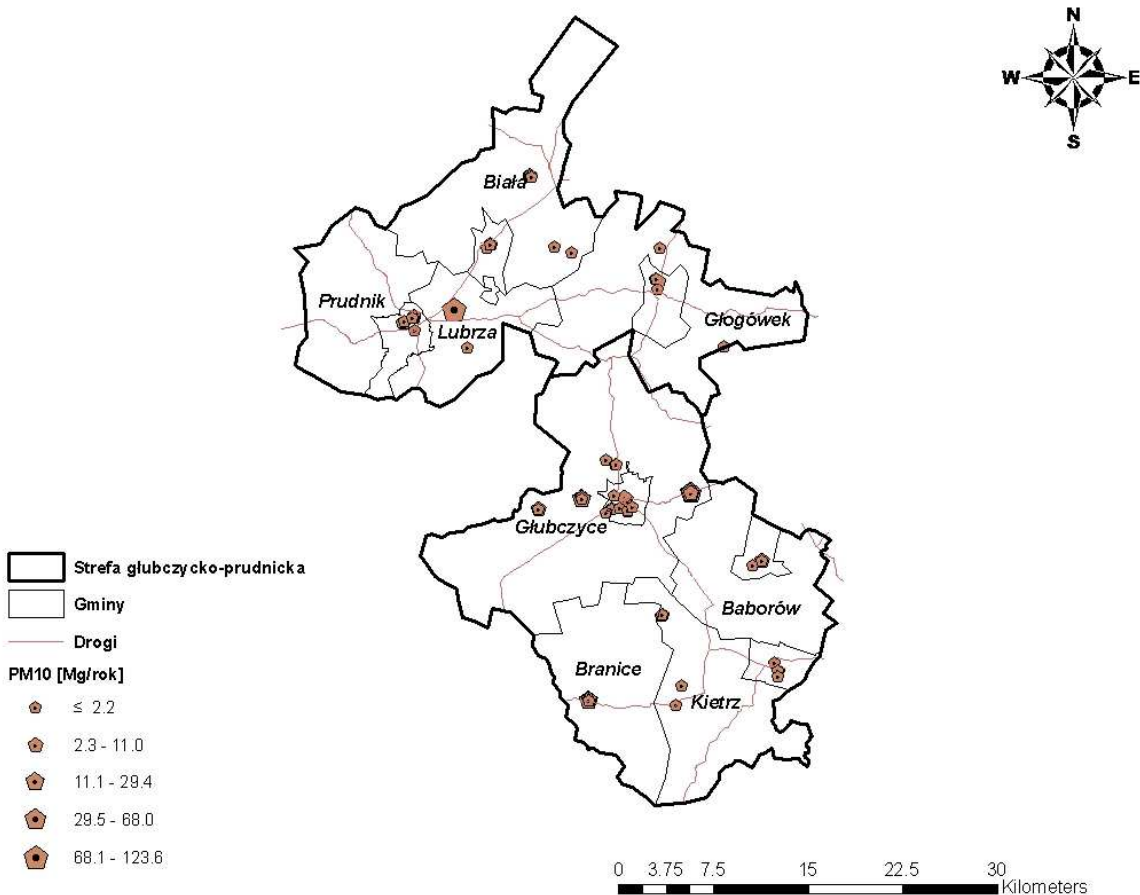 N
W E
S
Biała
Prudnik
Lubrza
Głogówek
Głubczyce
Baborów
Branice
Kietrz
Strefa głubczycko-prudnicka
Gminy
Drogi
PM10 [Mg/rok]
≤ 2.2
2.3 - 11.0
11.1 - 29.4
29.5 - 68.0
68.1 - 123.6
0 3.75 7.5 15 22.5 30
Kilometers